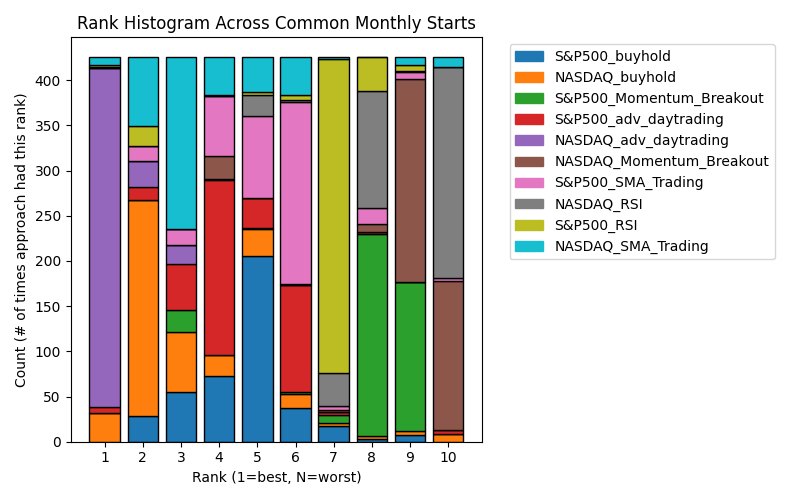 Rank Histogram Across Common Monthly Starts
Count (# of times approach had this rank)
400
350
300
250
200
150
100
50
0
1 2 3 4 5 6 7 8 9 10
Rank (1=best, N=worst)
S&P500_buyhold
NASDAQ_buyhold
S&P500_Momentum_Breakout
S&P500_adv_daytrading
NASDAQ_adv_daytrading
NASDAQ_Momentum_Breakout
S&P500_SMA_Trading
NASDAQ_RSI
S&P500_RSI
NASDAQ_SMA_Trading